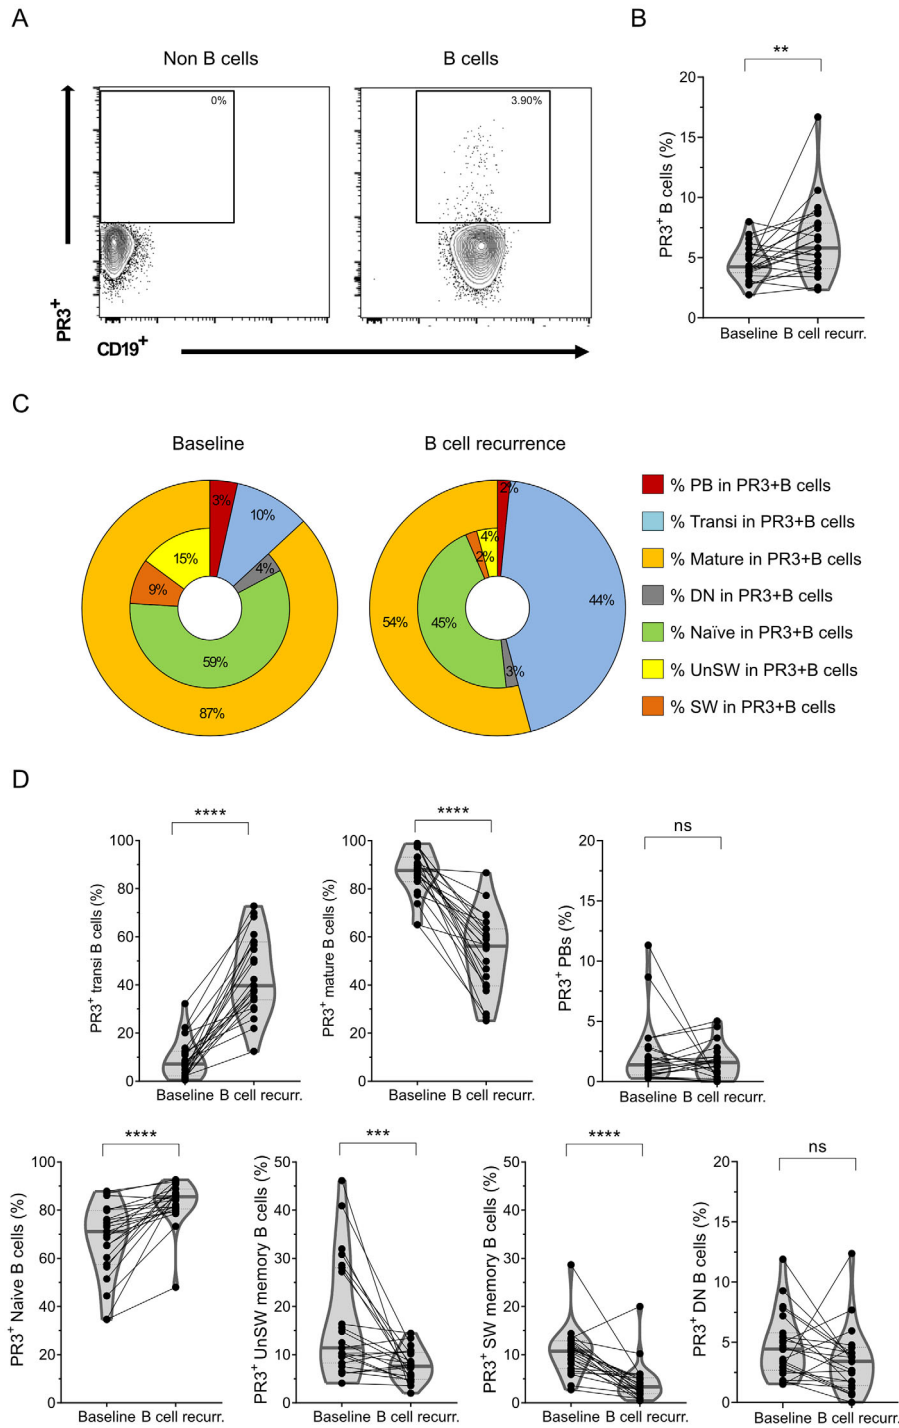 A
Non B cells
B cells
0%
3.90%
PR3⁺
CD19⁺
B
**
20
15
10
5
0
PR3⁺ B cells (%)
Baseline B cell recurr.
C
Baseline
B cell recurrence
3%
10%
15%
4%
9%
59%
87%
2%
4%
2%
44%
54%
45%
3%
% PB in PR3+B cells
% Transi in PR3+B cells
% Mature in PR3+B cells
% DN in PR3+B cells
% Naïve in PR3+B cells
% UnSW in PR3+B cells
% SW in PR3+B cells
D
****
100
80
60
40
20
0
PR3⁺ transi B cells (%)
Baseline B cell recurr.
****
100
80
60
40
20
0
PR3⁺ mature B cells (%)
Baseline B cell recurr.
ns
20
15
10
5
0
PR3⁺ PBs (%)
Baseline B cell recurr.
****
100
80
60
40
20
0
PR3⁺ Naive B cells (%)
Baseline B cell recurr.
***
50
40
30
20
10
0
PR3⁺ UnSW memory B cells (%)
Baseline B cell recurr.
****
50
40
30
20
10
0
PR3⁺ SW memory B cells (%)
Baseline B cell recurr.
ns
20
15
10
5
0
PR3⁺ DN B cells (%)
Baseline B cell recurr.